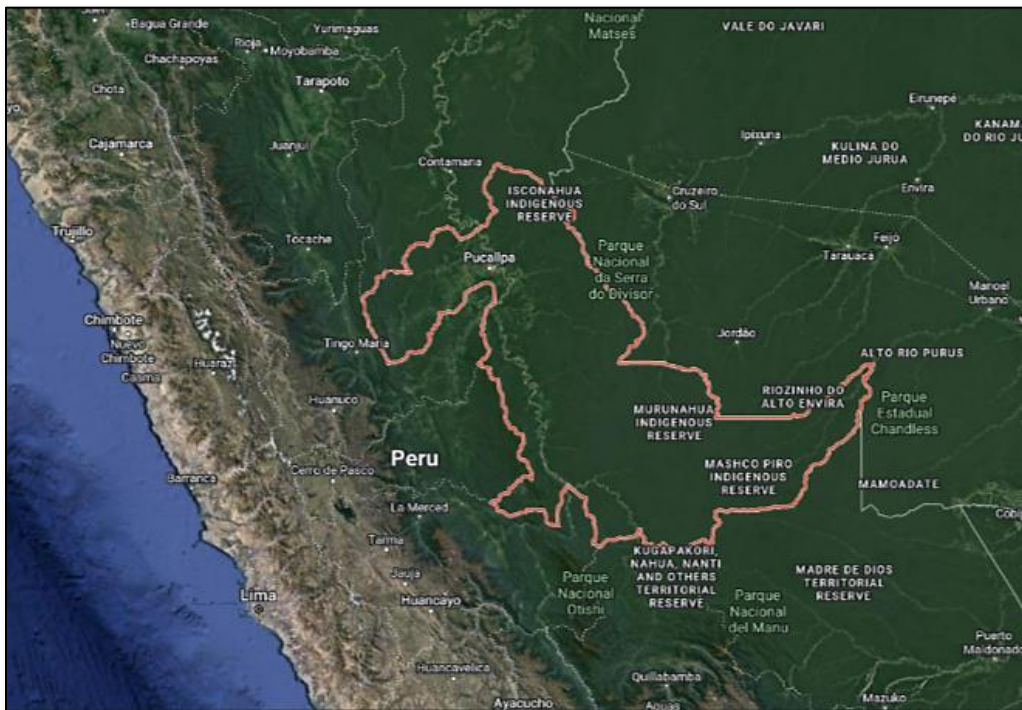 Bagua Grande
Rioja
Moyobamba
Yurimaguas
Nacional
Matses
VALE DO JAVARI
Chachapoyas
Tarapoto
Chota
Eirunepé
Cajamarca
Juanjuí
Ipixuna
KULINA DO
MEDIO JURUA
KANAM
DO RIO JU
Contamana
ISCONAHUA
INDIGENOUS
RESERVE
Cruzeiro
do Sul
Envira
Trujillo
Tocache
Pucallpa
Parque
Nacional
da Serra
do Divisor
Feijó
Tarauacá
Manoel
Urbano
Chimbote
Nuevo
Chimbote
Casma
Huaraz
Tingo María
Jordão
ALTO RIO PURUS
Huanuco
MURUNAHUA
INDIGENOUS
RESERVE
RIOZINHO DO
ALTO ENVIRA
Parque
Estadual
Chandless
Peru
Cerro de Pasco
Barranca
MASHCO PIRO
INDIGENOUS
RESERVE
MAMOADATE
La Merced
Cobij
Tarma
Jauja
Lima
Huancayo
Parque
Nacional
Otishi
KUGAPAKORI,
NAHUA, NANTI
AND OTHERS
TERRITORIAL
RESERVE
Parque
Nacional
del Manu
MADRE DE DIOS
TERRITORIAL
RESERVE
Puerto
Maldonado
Huancavelica
Quillabamba
Ayacucho
Mazuko